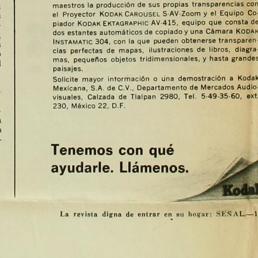 maestros la producción de sus propias transparencias con
el Proyector KODAK CAROUSEL S-AV Zoom y el Equipo Co-
piador KODAK EKTAGRAPHIC AV-415, equipo que consta de
dos estantes automáticos de copiado y una Cámara KODAK
INSTAMATIC 304, con la que pueden obtenerse transparen-
cias perfectas de mapas, ilustraciones de libros, diagra-
mas, pequeños objetos tridimensionales, y hasta grandes
paisajes.
Solicite mayor información o una demostración a Kodak
Mexicana, S.A. de C.V., Departamento de Mercados Audio-
visuales, Calzada de Tlalpan 2980, Tel. 5-49-35-60, ext.
230, México 22, D.F.
Tenemos con qué
ayudarle. Llámenos.
Kodak
La revista digna de entrar en su hogar: SEÑAL.—1